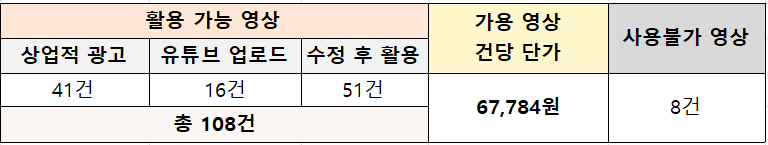 활용 가능 영상
가용 영상
건당 단가
사용불가 영상
상업적 광고
유튜브 업로드
수정 후 활용
41건
16건
51건
67,784원
8건
총 108건